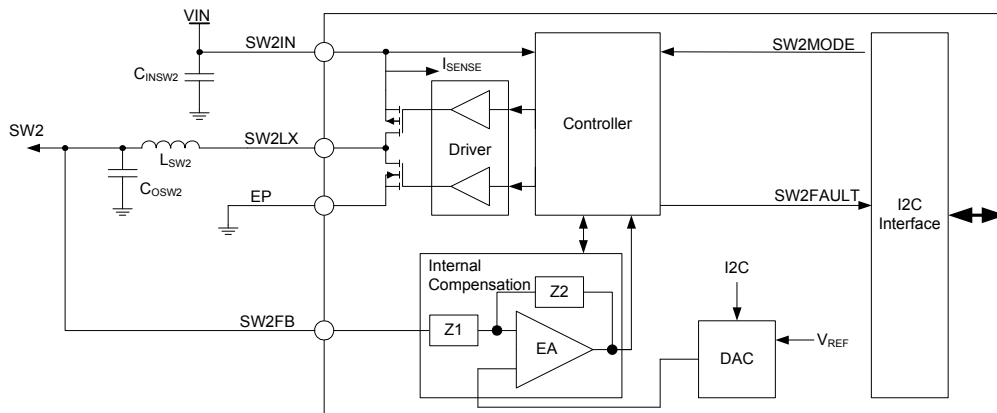 VIN
SW2IN
SW2MODE
CINSW2
ISENSE
Controller
SW2
SW2LX
Driver
LSW2
COSW2
EP
SW2FAULT
I2C
Interface
Internal
Compensation
I2C
Z2
SW2FB
Z1
EA
DAC
VREF